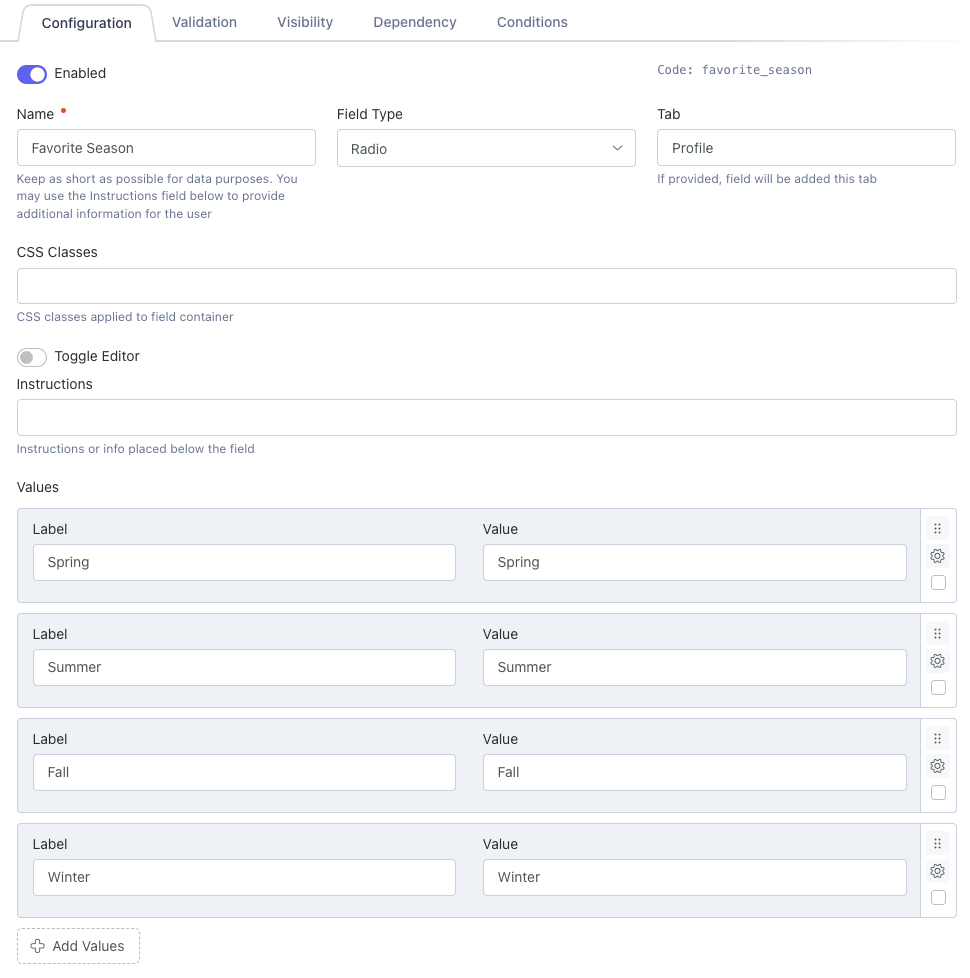 Configuration Validation Visibility Dependency Conditions
Enabled
Code: favorite_season
Name Field Type Tab
Favorite Season Radio Profile
Keep as short as possible for data purposes. You
may use the Instructions field below to provide
additional information for the user
If provided, field will be added this tab
CSS Classes
CSS classes applied to field container
Toggle Editor
Instructions
Instructions or info placed below the field
Values
Label Value
Spring Spring
Label Value
Summer Summer
Label Value
Fall Fall
Label Value
Winter Winter
Add Values